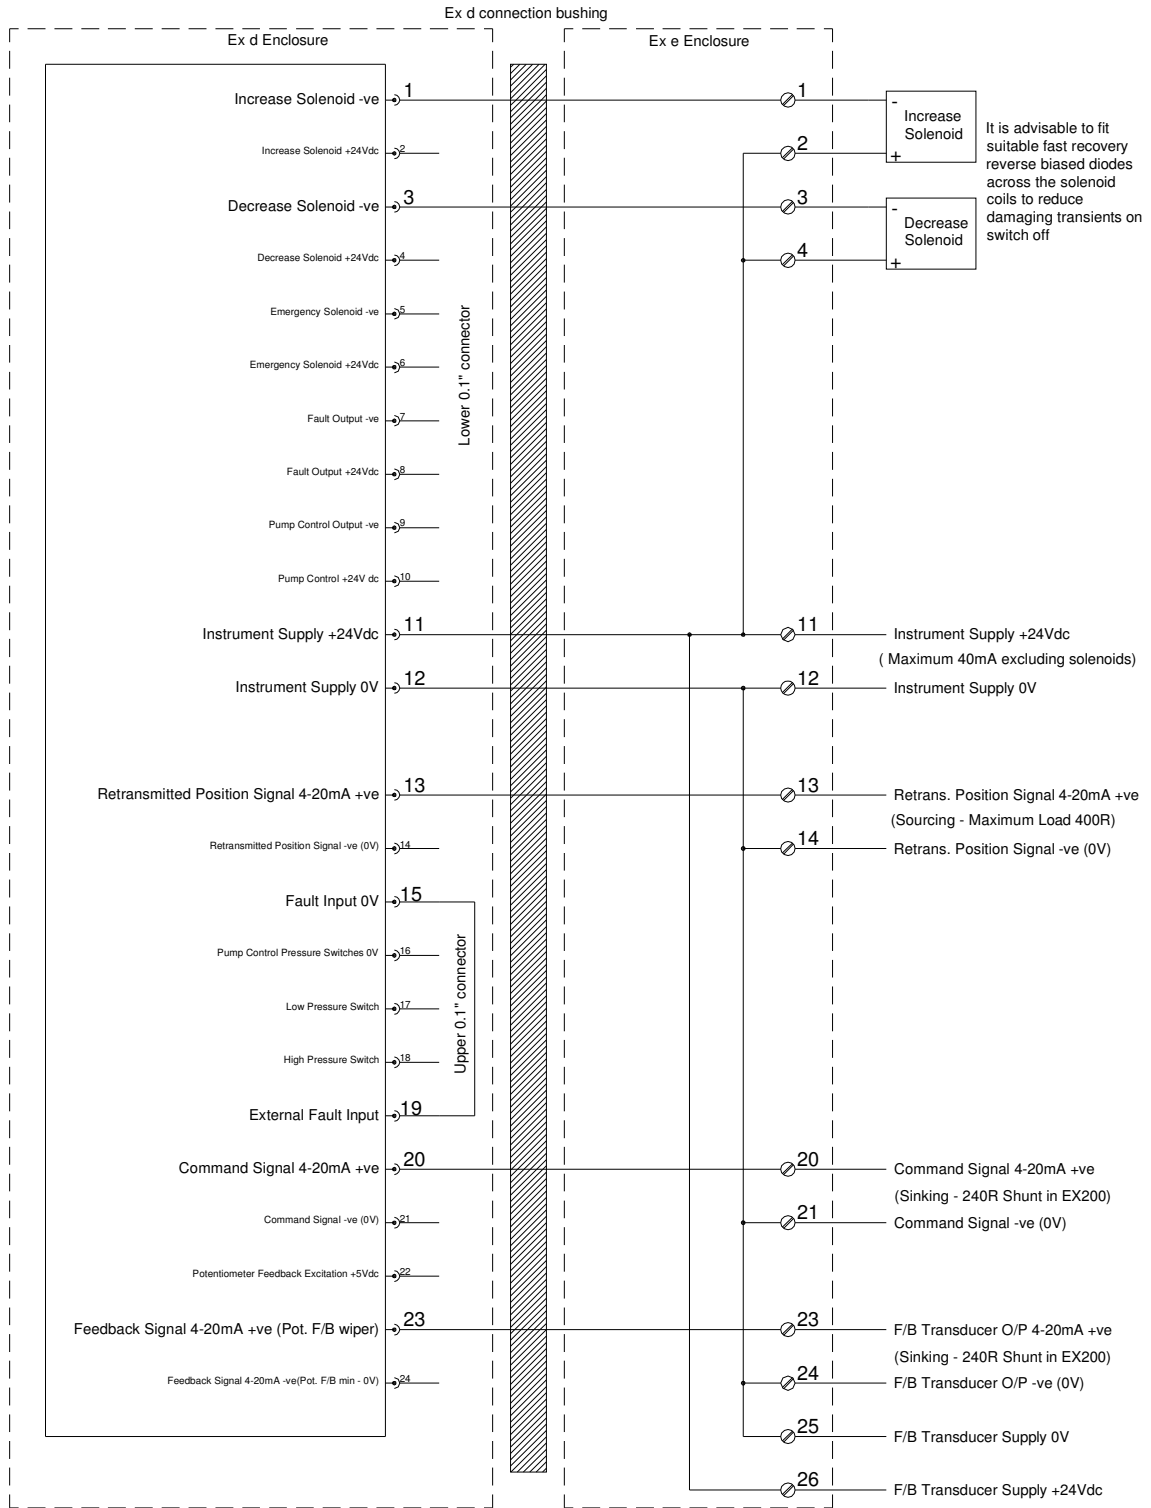 Ex d connection bushing
Ex d Enclosure
Ex e Enclosure
Increase Solenoid -ve 1
Increase Solenoid +24Vdc 2
Decrease Solenoid -ve 3
Decrease Solenoid +24Vdc 4
Emergency Solenoid -ve 5
Emergency Solenoid +24Vdc 6
Fault Output -ve 7
Fault Output +24Vdc 8
Pump Control Output -ve 9
Pump Control +24V dc 10
Instrument Supply +24Vdc 11
Instrument Supply 0V 12
Retransmitted Position Signal 4-20mA +ve 13
Retransmitted Position Signal -ve (0V) 14
Fault Input 0V 15
Pump Control Pressure Switches 0V 16
Low Pressure Switch 17
High Pressure Switch 18
External Fault Input 19
Command Signal 4-20mA +ve 20
Command Signal -ve (0V) 21
Potentiometer Feedback Excitation +5Vdc 22
Feedback Signal 4-20mA +ve (Pot. F/B wiper) 23
Feedback Signal 4-20mA -ve(Pot. F/B min - 0V) 24
Lower 0.1" connector
Upper 0.1" connector
1
-
Increase
Solenoid
2
+
3
-
Decrease
Solenoid
4
+
It is advisable to fit
suitable fast recovery
reverse biased diodes
across the solenoid
coils to reduce
damaging transients on
switch off
11 Instrument Supply +24Vdc
( Maximum 40mA excluding solenoids)
12 Instrument Supply 0V
13 Retrans. Position Signal 4-20mA +ve
(Sourcing - Maximum Load 400R)
14 Retrans. Position Signal -ve (0V)
20 Command Signal 4-20mA +ve
(Sinking - 240R Shunt in EX200)
21 Command Signal -ve (0V)
23 F/B Transducer O/P 4-20mA +ve
(Sinking - 240R Shunt in EX200)
24 F/B Transducer O/P -ve (0V)
25 F/B Transducer Supply 0V
26 F/B Transducer Supply +24Vdc